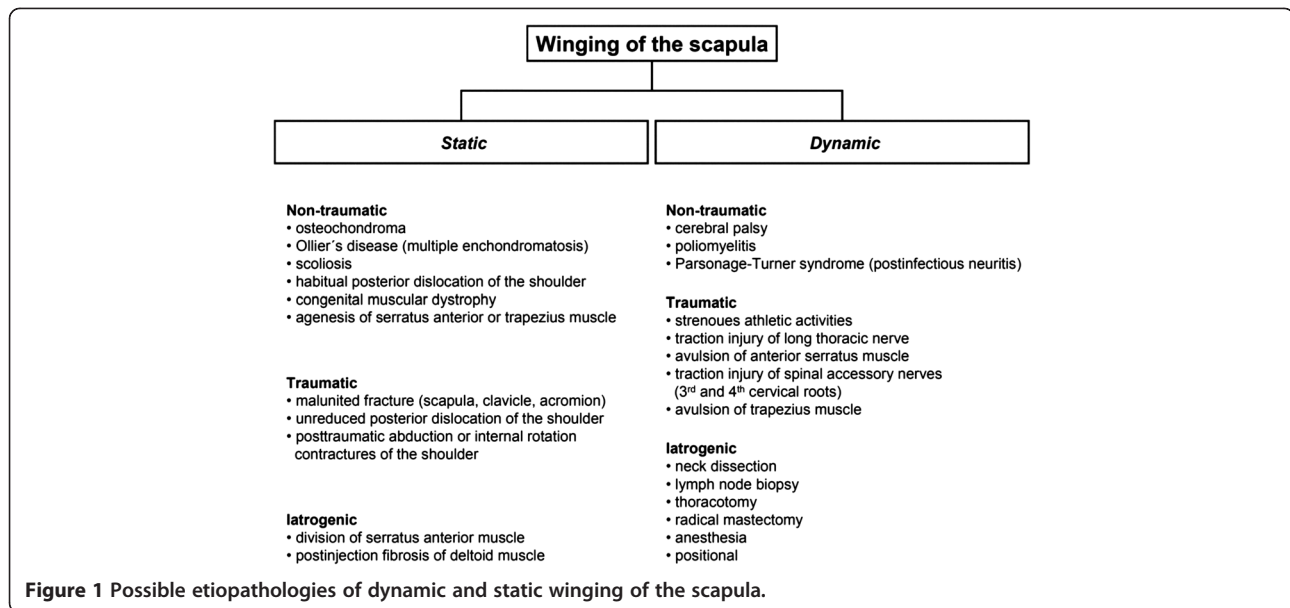 Winging of the scapula
Static
Non-traumatic
• osteochondroma
• Ollier´s disease (multiple enchondromatosis)
• scoliosis
• habitual posterior dislocation of the shoulder
• congenital muscular dystrophy
• agenesis of serratus anterior or trapezius muscle
Traumatic
• malunited fracture (scapula, clavicle, acromion)
• unreduced posterior dislocation of the shoulder
• posttraumatic abduction or internal rotation
contractures of the shoulder
Iatrogenic
• division of serratus anterior muscle
• postinjection fibrosis of deltoid muscle
Dynamic
Non-traumatic
• cerebral palsy
• poliomyelitis
• Parsonage-Turner syndrome (postinfectious neuritis)
Traumatic
• strenoues athletic activities
• traction injury of long thoracic nerve
• avulsion of anterior serratus muscle
• traction injury of spinal accessory nerves
(3rd and 4th cervical roots)
• avulsion of trapezius muscle
Iatrogenic
• neck dissection
• lymph node biopsy
• thoracotomy
• radical mastectomy
• anesthesia
• positional
Figure 1 Possible etiopathologies of dynamic and static winging of the scapula.